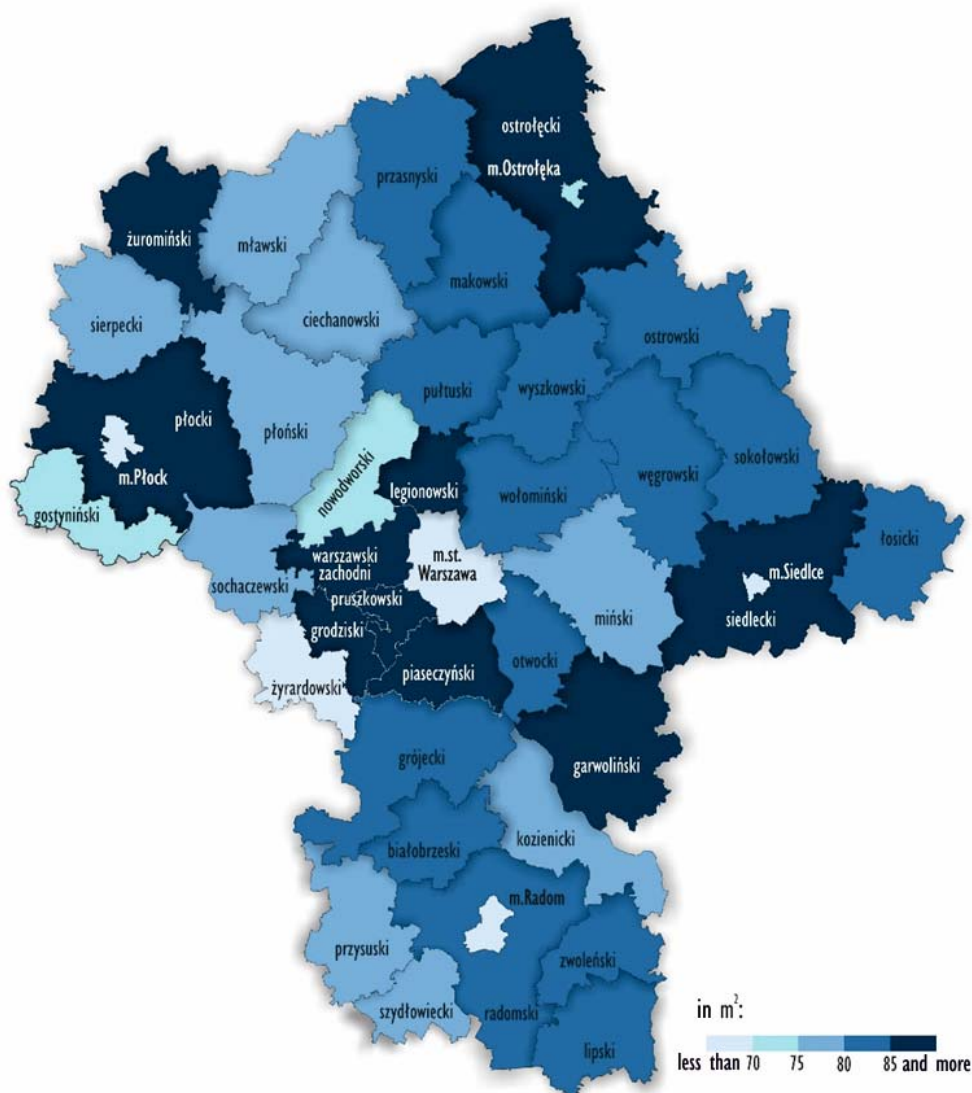 ostrołęcki
m.Ostrołęka
przasnyski
żuromiński
mławski
makowski
ciechanowski
sierpecki
ostrowski
pułtuski
wyszkowski
płocki
płoński
sokołowski
węgrowski
nowodworski
m.Płock
legionowski
wołomiński
gostyniński
łosicki
warszawski
zachodni
m.st.
Warszawa
m.Siedlce
sochaczewski
pruszkowski
miński
siedlecki
grodziski
otwocki
piaseczyński
żyrardowski
grójecki
garwoliński
kozienicki
białobrzeski
m.Radom
przysuski
zwoleński
szydłowiecki
radomski
lipski
in m²:
less than 70 75 80 85 and more